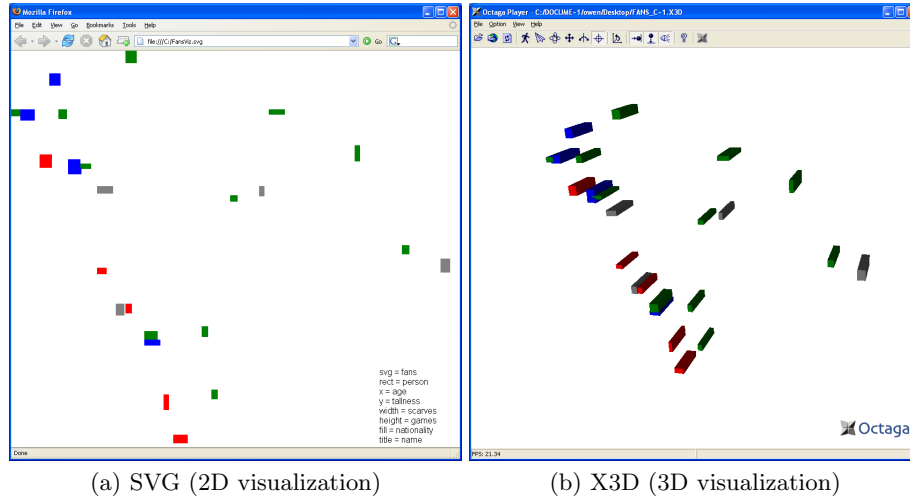 Mozilla Firefox
File Edit View Go Bookmarks Tools Help
file:///C:/FansViz.svg
Go
G
svg = fans
rect = person
x = age
y = tallness
width = scarves
height = games
fill = nationality
title = name
Done
Octaga Player - C:/DOCUME~1/owen/Desktop/FANS_C~1.X3D
File Option View Help
Octaga
FPS: 21.34
(a) SVG (2D visualization)
(b) X3D (3D visualization)